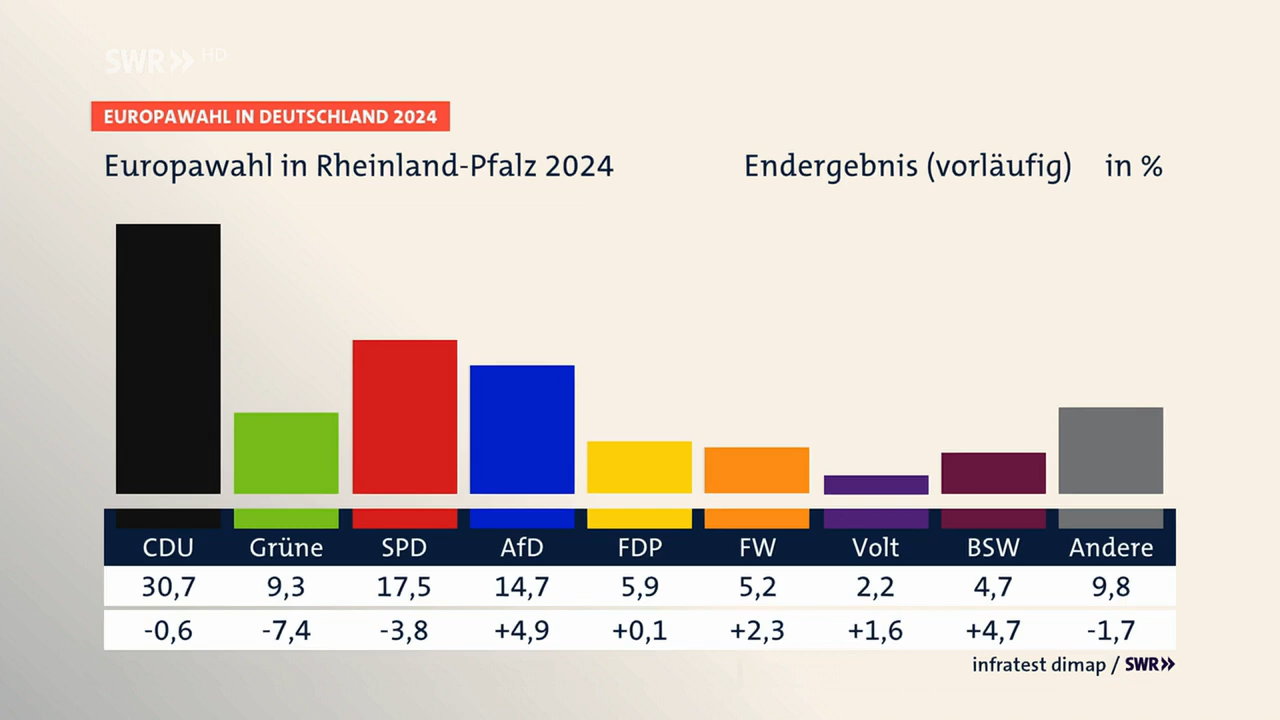 SWR» HD
EUROPAWAHL IN DEUTSCHLAND 2024
Europawahl in Rheinland-Pfalz 2024 Endergebnis (vorläufig) in %
CDU Grüne SPD AfD FDP FW Volt BSW Andere
30,7 9,3 17,5 14,7 5,9 5,2 2,2 4,7 9,8
-0,6 -7,4 -3,8 +4,9 +0,1 +2,3 +1,6 +4,7 -1,7
infratest dimap / SWR»